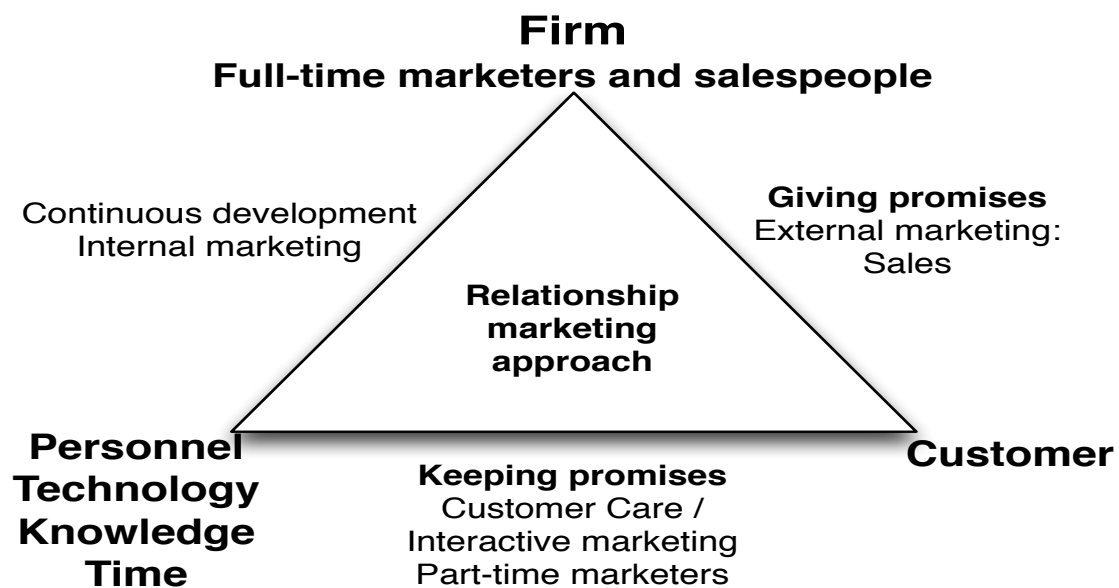 Firm
Full-time marketers and salespeople
Continuous development
Internal marketing
Giving promises
External marketing:
Sales
Relationship
marketing
approach
Personnel
Technology
Knowledge
Time
Keeping promises
Customer Care /
Interactive marketing
Part-time marketers
Customer